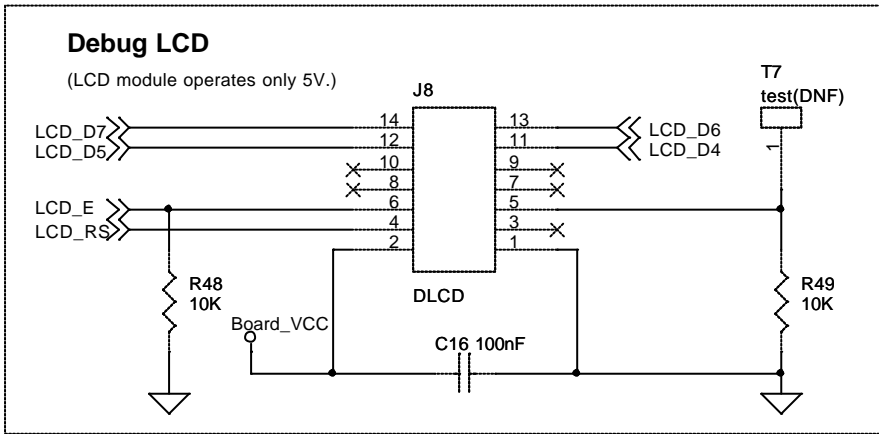 Debug LCD
(LCD module operates only 5V.)
J8
T7
test(DNF)
LCD_D7
14
13
LCD_D6
LCD_D5
12
11
LCD_D4
10
9
8
7
1
LCD_E
6
5
LCD_RS
4
3
2
1
R48
10K
DLCD
R49
10K
Board_VCC
C16 100nF